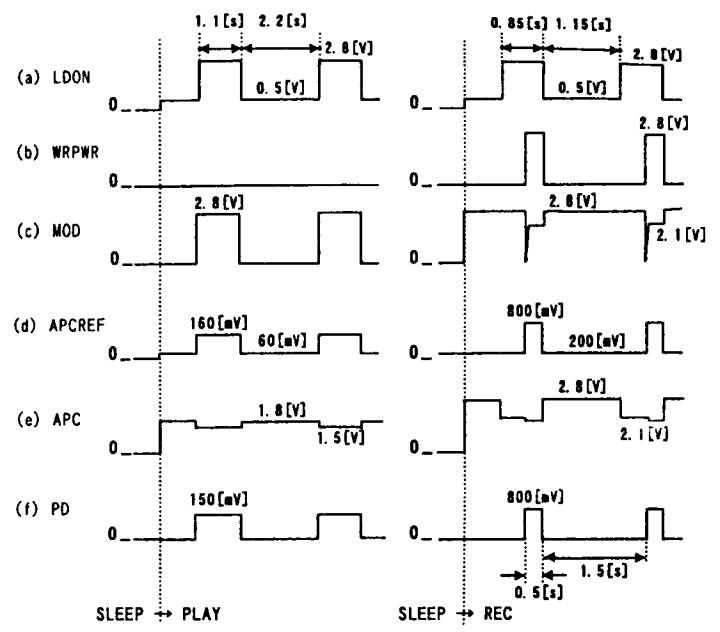 1.1[s] 2.2[s] 0.85[s] 1.15[s]
2.8[V] 2.8[V]
(a) LDON 0.5[V] 0.5[V]
0 0
2.8[V]
(b) WRPWR
0 0
2.8[V] 2.8[V]
(c) MOD
2.1[V]
0 0
160[mV] 800[mV]
(d) APCREF
60[mV] 200[mV]
0 0
2.8[V]
1.8[V]
(e) APC
1.5[V] 2.1[V]
0 0
150[mV] 800[mV]
(f) PD
0 0
1.5[s]
0.5[s]
SLEEP → PLAY SLEEP → REC